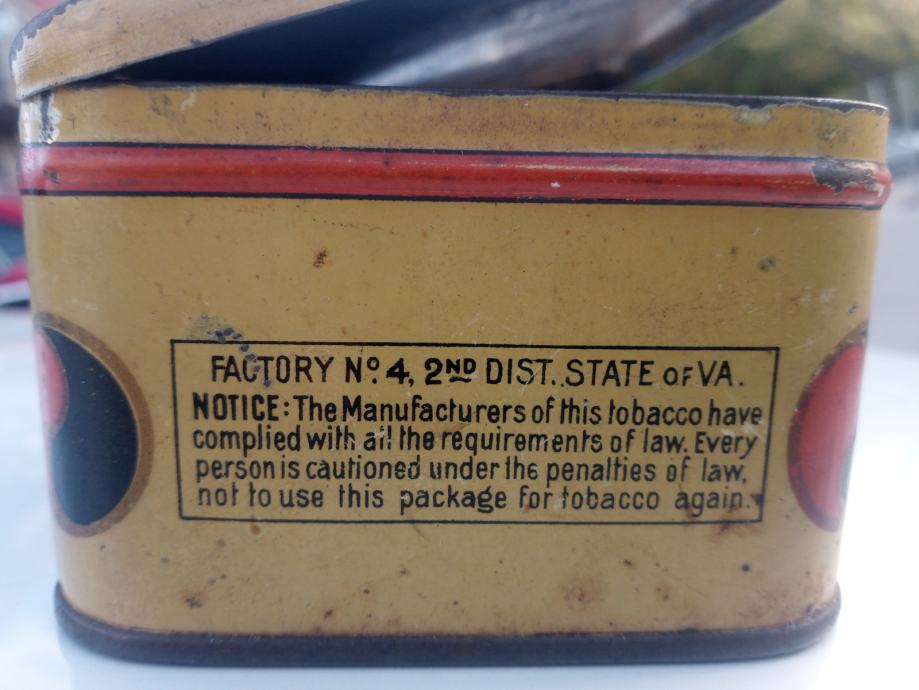 FACTORY Nº 4, 2ND DIST. STATE OF VA.
NOTICE: The Manufacturers of this tobacco have
complied with all the requirements of law. Every
person is cautioned under the penalties of law,
not to use this package for tobacco again.